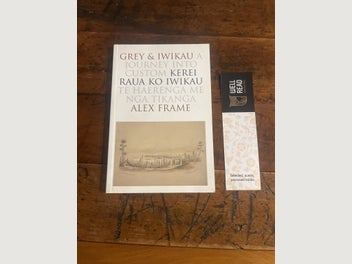 GREY & IWIKAU A
JOURNEY INTO
CUSTOM KEREI
RAUA KO IWIKAU
TE HAERENGA ME
NGA TIKANGA
ALEX FRAME
WELL
READ